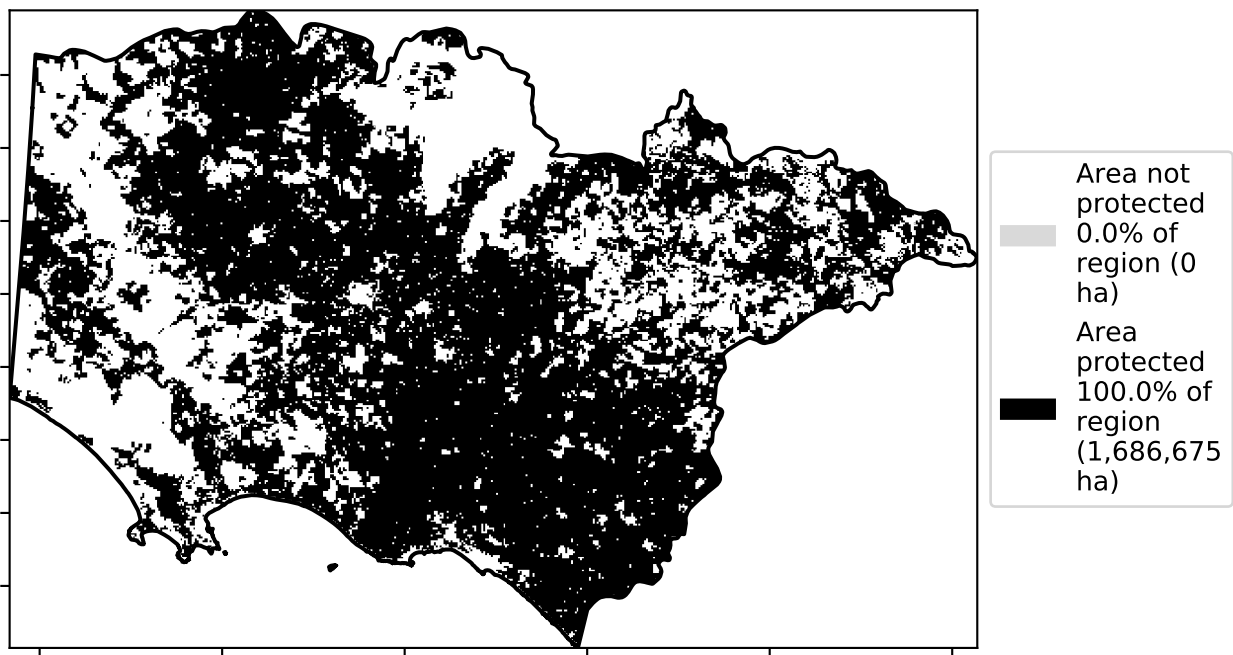 Area not
protected
0.0% of
region (0
ha)
Area
protected
100.0% of
region
(1,686,675
ha)